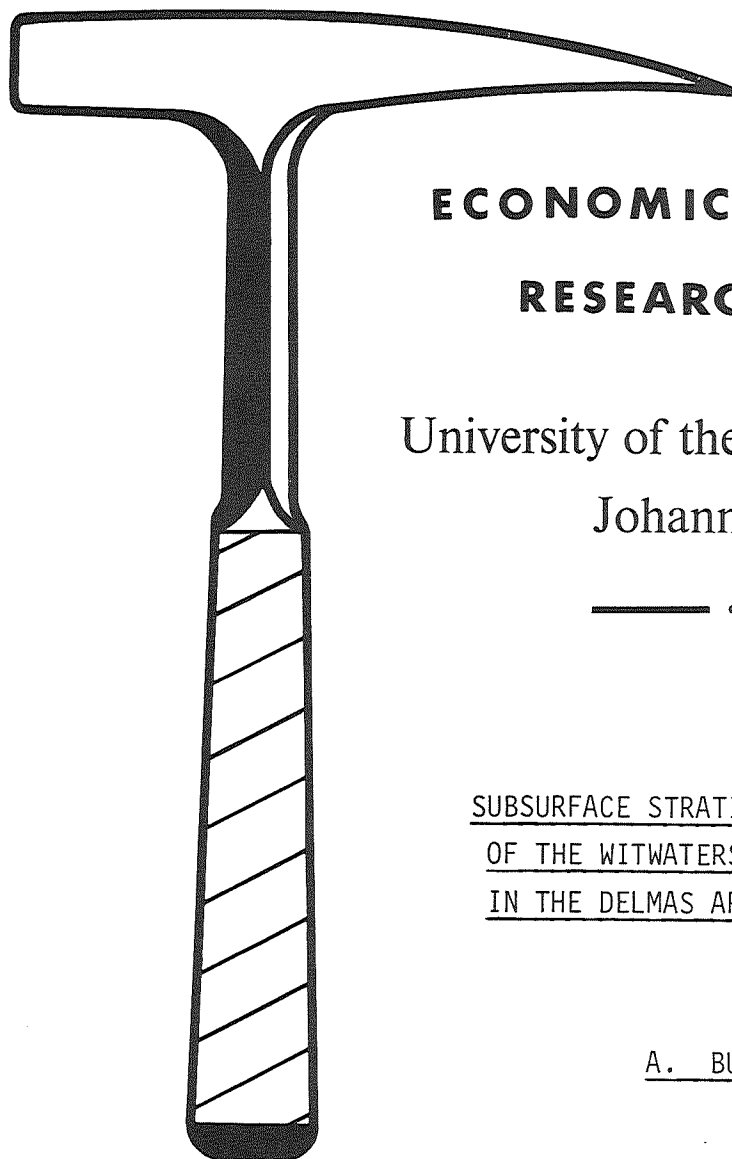 ECONOMIC
RESEARC
University of the
Johann
SUBSURFACE STRATI
OF THE WITWATERS
IN THE DELMAS AR
A. BU